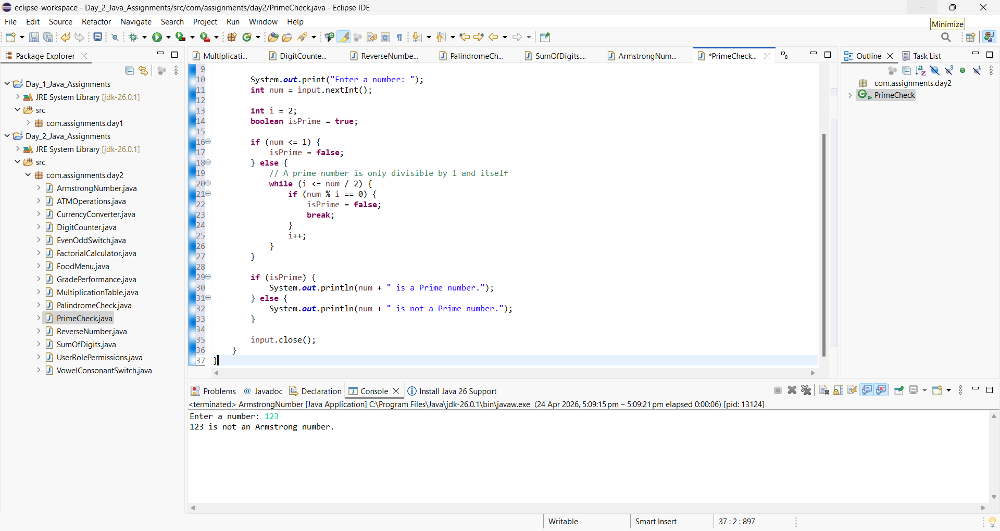 eclipse-workspace - Day_2_Java_Assignments/src/com/assignments/day2/PrimeCheck.java - Eclipse IDE
File Edit Source Refactor Navigate Search Project Run Window Help
Minimize
Package Explorer
Day_1_Java_Assignments
JRE System Library [jdk-26.0.1]
src
com.assignments.day1
Day_2_Java_Assignments
JRE System Library [jdk-26.0.1]
src
com.assignments.day2
ArmstrongNumber.java
ATMOperations.java
CurrencyConverter.java
DigitCounter.java
EvenOddSwitch.java
FactorialCalculator.java
FoodMenu.java
GradePerformance.java
MultiplicationTable.java
PalindromeCheck.java
PrimeCheck.java
ReverseNumber.java
SumOfDigits.java
UserRolePermissions.java
VowelConsonantSwitch.java
Multiplicati... DigitCounte... ReverseNumbe... PalindromeCh... SumOfDigits.... ArmstrongNum... *PrimeCheck... »8
9
10 System.out.print("Enter a number: ");
11 int num = input.nextInt();
12
13 int i = 2;
14 boolean isPrime = true;
15
16 if (num <= 1) {
17 isPrime = false;
18 } else {
19 // A prime number is only divisible by 1 and itself
20 while (i <= num / 2) {
21 if (num % i == 0) {
22 isPrime = false;
23 break;
24 }
25 i++;
26 }
27 }
28
29 if (isPrime) {
30 System.out.println(num + " is a Prime number.");
31 } else {
32 System.out.println(num + " is not a Prime number.");
33 }
34
35 input.close();
36 }
37 }
Outline Task List
com.assignments.day2
PrimeCheck
Problems @ Javadoc Declaration Console Install Java 26 Support
<terminated> ArmstrongNumber [Java Application] C:\Program Files\Java\jdk-26.0.1\bin\javaw.exe (24 Apr 2026, 5:09:15 pm – 5:09:21 pm elapsed 0:00:06) [pid: 13124]
Enter a number: 123
123 is not an Armstrong number.
Writable Smart Insert 37 : 2 : 897